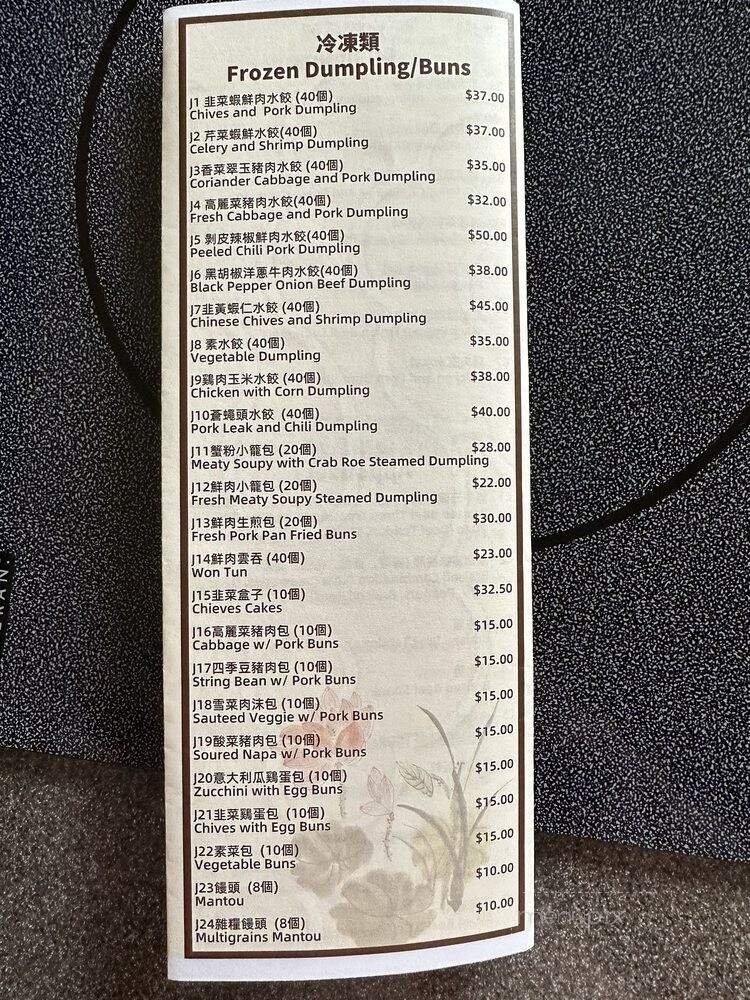 冷凍類
Frozen Dumpling/Buns
J1 韭菜蝦鮮肉水餃 (40個) $37.00
Chives and Pork Dumpling
J2 芹菜蝦鮮水餃(40個) $37.00
Celery and Shrimp Dumpling
J3香菜翠玉豬肉水餃 (40個) $35.00
Coriander Cabbage and Pork Dumpling
J4 高麗菜豬肉水餃(40個) $32.00
Fresh Cabbage and Pork Dumpling
J5 剝皮辣椒鮮肉水餃(40個) $50.00
Peeled Chili Pork Dumpling
J6 黑胡椒洋蔥牛肉水餃(40個) $38.00
Black Pepper Onion Beef Dumpling
J7韭黃蝦仁水餃 (40個) $45.00
Chinese Chives and Shrimp Dumpling
J8 素水餃 (40個) $35.00
Vegetable Dumpling
J9鷄肉玉米水餃 (40個) $38.00
Chicken with Corn Dumpling
J10蒼蠅頭水餃 (40個) $40.00
Pork Leak and Chili Dumpling
J11蟹粉小籠包 (20個) $28.00
Meaty Soupy with Crab Roe Steamed Dumpling
J12鮮肉小籠包 (20個) $22.00
Fresh Meaty Soupy Steamed Dumpling
J13鮮肉生煎包 (20個) $30.00
Fresh Pork Pan Fried Buns
J14鮮肉雲吞 (40個) $23.00
Won Tun
J15韭菜盒子 (10個) $32.50
Chieves Cakes
J16高麗菜豬肉包 (10個) $15.00
Cabbage w/ Pork Buns
J17四季豆豬肉包 (10個) $15.00
String Bean w/ Pork Buns
J18雪菜肉沫包 (10個) $15.00
Sauteed Veggie w/ Pork Buns
J19酸菜豬肉包 (10個) $15.00
Soured Napa w/ Pork Buns
J20意大利瓜鷄蛋包 (10個) $15.00
Zucchini with Egg Buns
J21韭菜鷄蛋包 (10個) $15.00
Chives with Egg Buns
J22素菜包 (10個) $15.00
Vegetable Buns
J23饅頭 (8個) $10.00
Mantou
J24雜糧饅頭 (8個) $10.00
Multigrains Mantou